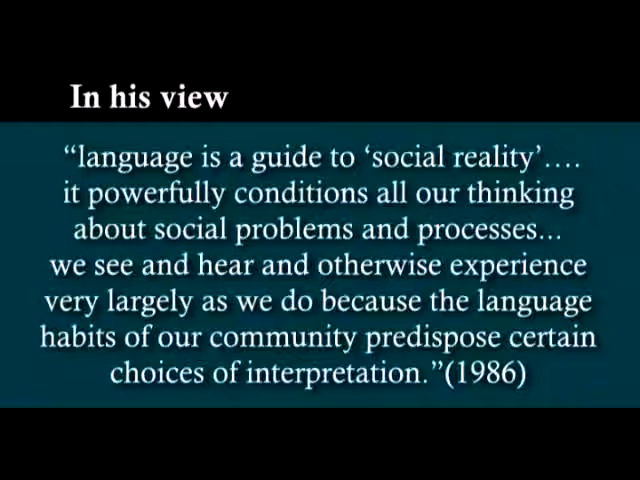 In his view
“language is a guide to ‘social reality’....
it powerfully conditions all our thinking
about social problems and processes...
we see and hear and otherwise experience
very largely as we do because the language
habits of our community predispose certain
choices of interpretation.”(1986)